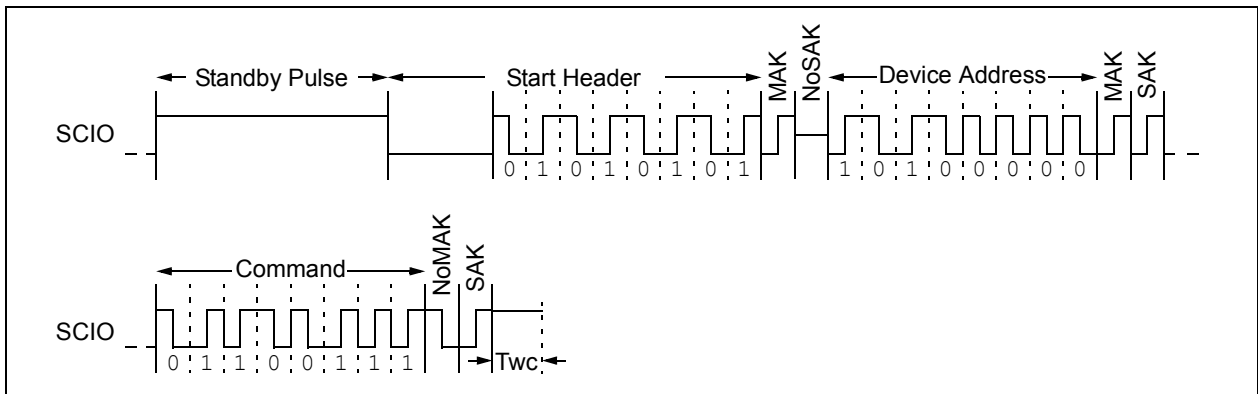 Standby Pulse
Start Header
MAK
NoSAK
Device Address
MAK
SAK
SCIO
0 1 0 1 0 1 0 1
1 0 1 0 0 0 0 0
Command
NoMAK
SAK
SCIO
0 1 1 0 0 1 1 1
Twc